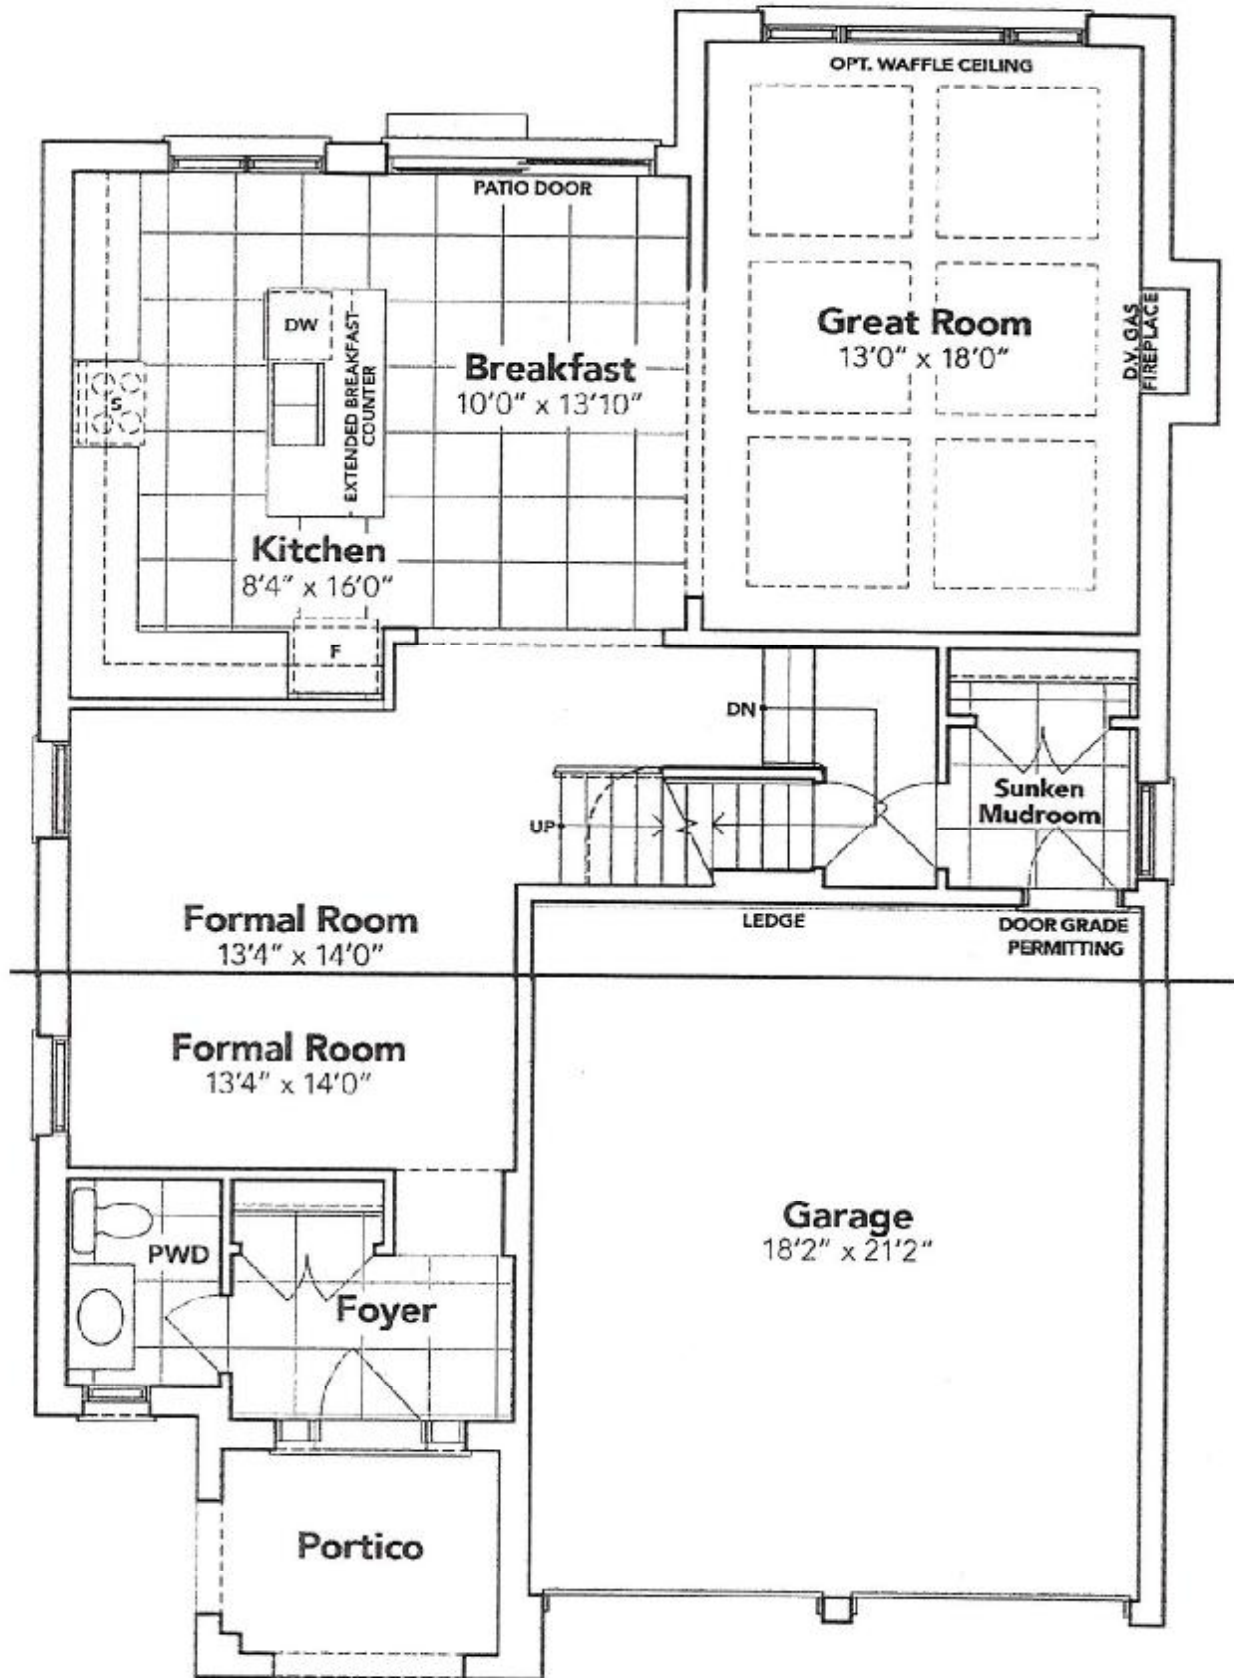 OPT. WAFFLE CEILING
PATIO DOOR
DW
EXTENDED BREAKFAST
COUNTER
S
Breakfast
10'0" x 13'10"
Great Room
13'0" x 18'0"
D.V. GAS
FIREPLACE
Kitchen
8'4" x 16'0"
F
DN
UP
Sunken
Mudroom
LEDGE
DOOR GRADE
PERMITTING
Formal Room
13'4" x 14'0"
Formal Room
13'4" x 14'0"
PWD
Foyer
Garage
18'2" x 21'2"
Portico